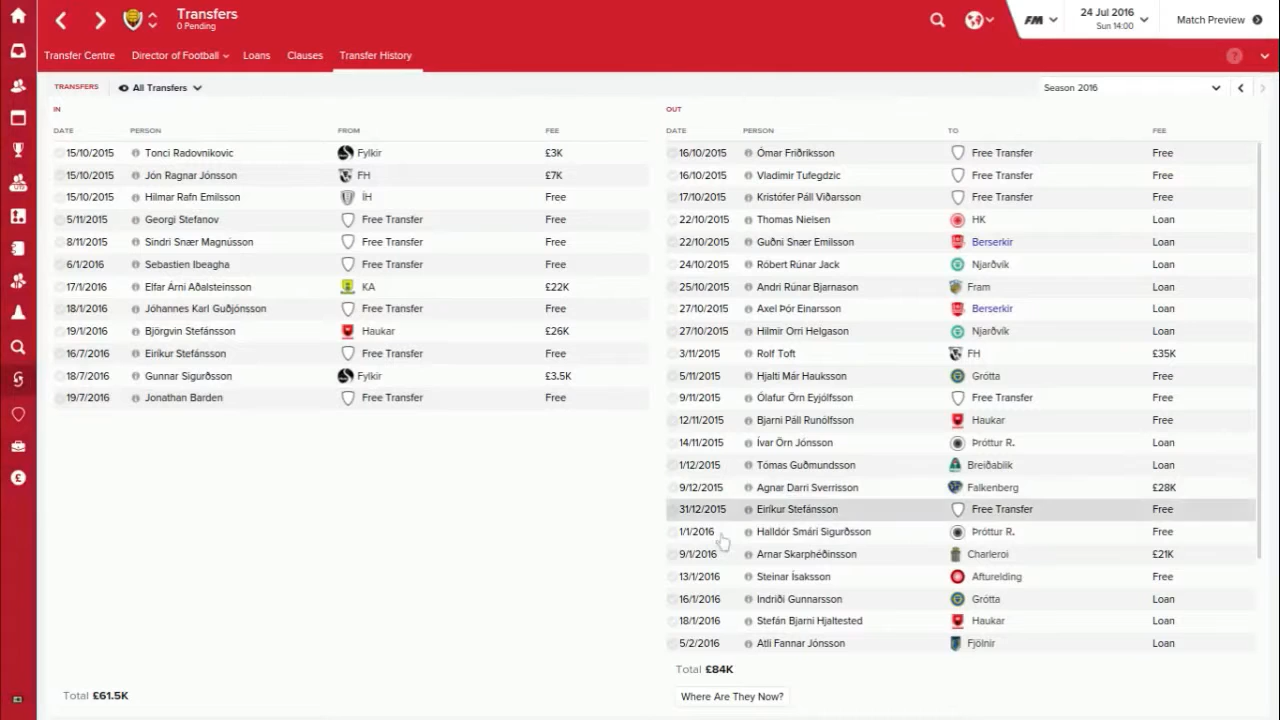 Transfers
0 Pending
FM
24 Jul 2016
Sun 14:00
Match Preview
Transfer Centre Director of Football Loans Clauses Transfer History
TRANSFERS All Transfers Season 2016
IN
DATE PERSON FROM FEE
15/10/2015 Tonci Radovnikovic Fylkir £3K
15/10/2015 Jón Ragnar Jónsson FH £7K
15/10/2015 Hilmar Rafn Emilsson ÍH Free
5/11/2015 Georgi Stefanov Free Transfer Free
8/11/2015 Sindri Snær Magnússon Free Transfer Free
6/1/2016 Sebastien Ibeagha Free Transfer Free
17/1/2016 Elfar Árni Aðalsteinsson KA £22K
18/1/2016 Jóhannes Karl Guðjónsson Free Transfer Free
19/1/2016 Björgvin Stefánsson Haukar £26K
16/7/2016 Eiríkur Stefánsson Free Transfer Free
18/7/2016 Gunnar Sigurðsson Fylkir £3.5K
19/7/2016 Jonathan Barden Free Transfer Free
Total £61.5K
OUT
DATE PERSON TO FEE
16/10/2015 Ómar Friðriksson Free Transfer Free
16/10/2015 Vladimir Tufegdzic Free Transfer Free
17/10/2015 Kristófer Páll Viðarsson Free Transfer Free
22/10/2015 Thomas Nielsen HK Loan
22/10/2015 Guðni Snær Emilsson Berserkir Loan
24/10/2015 Róbert Rúnar Jack Njarðvík Loan
25/10/2015 Andri Rúnar Bjarnason Fram Loan
27/10/2015 Axel Þór Einarsson Berserkir Loan
27/10/2015 Hilmir Orri Helgason Njarðvík Loan
3/11/2015 Rolf Toft FH £35K
5/11/2015 Hjalti Már Hauksson Grótta Free
9/11/2015 Ólafur Örn Eyjólfsson Free Transfer Free
12/11/2015 Bjarni Páll Runólfsson Haukar Free
14/11/2015 Ívar Örn Jónsson Þróttur R. Loan
1/12/2015 Tómas Guðmundsson Breiðablik Loan
9/12/2015 Agnar Darri Sverrisson Falkenberg £28K
31/12/2015 Eiríkur Stefánsson Free Transfer Free
1/1/2016 Halldór Smári Sigurðsson Þróttur R. Free
9/1/2016 Arnar Skarphéðinsson Charleroi £21K
13/1/2016 Steinar Ísaksson Afturelding Free
16/1/2016 Indriði Gunnarsson Grótta Loan
18/1/2016 Stefán Bjarni Hjaltested Haukar Loan
5/2/2016 Atli Fannar Jónsson Fjölnir Loan
Total £84K
Where Are They Now?